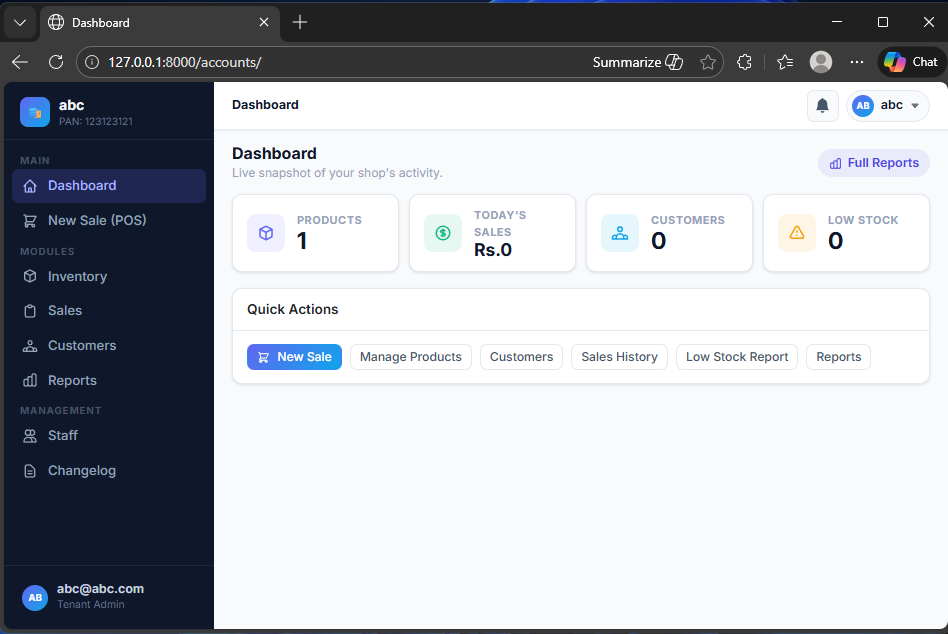 Dashboard
127.0.0.1:8000/accounts/
Summarize
Chat
abc
PAN: 123123121
MAIN
Dashboard
New Sale (POS)
MODULES
Inventory
Sales
Customers
Reports
MANAGEMENT
Staff
Changelog
AB
abc@abc.com
Tenant Admin
Dashboard
AB abc
Dashboard
Live snapshot of your shop's activity.
Full Reports
PRODUCTS
1
TODAY'S
SALES
Rs.0
CUSTOMERS
0
LOW STOCK
0
Quick Actions
New Sale
Manage Products
Customers
Sales History
Low Stock Report
Reports